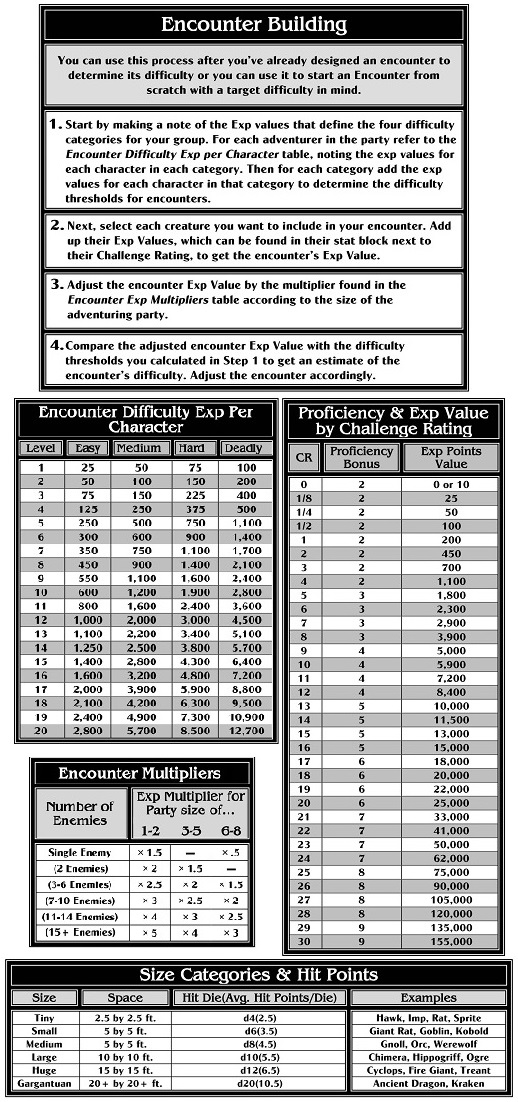 Encounter Building
You can use this process after you've already designed an encounter to
determine its difficulty or you can use it to start an Encounter from
scratch with a target difficulty in mind.
1. Start by making a note of the Exp values that define the four difficulty
categories for your group. For each adventurer in the party refer to the
Encounter Difficulty Exp per Character table, noting the exp values for
each character in each category. Then for each category add the exp
values for each character in that category to determine the difficulty
thresholds for encounters.
2. Next, select each creature you want to include in your encounter. Add
up their Exp Values, which can be found in their stat block next to
their Challenge Rating, to get the encounter's Exp Value.
3. Adjust the encounter Exp Value by the multiplier found in the
Encounter Exp Multipliers table according to the size of the
adventuring party.
4. Compare the adjusted encounter Exp Value with the difficulty
thresholds you calculated in Step 1 to get an estimate of the
encounter's difficulty. Adjust the encounter accordingly.
Encounter Difficulty Exp Per
Character
Level Easy Medium Hard Deadly
1 25 50 75 100
2 50 100 150 200
3 75 150 225 400
4 125 250 375 500
5 250 500 750 1,100
6 300 600 900 1,400
7 350 750 1.100 1,700
8 450 900 1.400 2,100
9 550 1,100 1.600 2,400
10 600 1,200 1.900 2,800
11 800 1,600 2.400 3,600
12 1,000 2,000 3.000 4,500
13 1,100 2,200 3.400 5,100
14 1.250 2.500 3.800 5.700
15 1,400 2,800 4.300 6,400
16 1,600 3,200 4.800 7.200
17 2,000 3,900 5.900 8,800
18 2,100 4,200 6 300 9,500
19 2,400 4,900 7.300 10,900
20 2,800 5,700 8.500 12,700
Proficiency & Exp Value
by Challenge Rating
CR Proficiency Bonus Exp Points Value
0 2 0 or 10
1/8 2 25
1/4 2 50
1/2 2 100
1 2 200
2 2 450
3 2 700
4 2 1,100
5 3 1,800
6 3 2,300
7 3 2,900
8 3 3,900
9 4 5,000
10 4 5,900
11 4 7,200
12 4 8,400
13 5 10,000
14 5 11,500
15 5 13,000
16 5 15,000
17 6 18,000
18 6 20,000
19 6 22,000
20 6 25,000
21 7 33,000
22 7 41,000
23 7 50,000
24 7 62,000
25 8 75,000
26 8 90,000
27 8 105,000
28 8 120,000
29 9 135,000
30 9 155,000
Encounter Multipliers
Number of Enemies Exp Multiplier for Party size of...
1-2 3-5 6-8
Single Enemy × 1.5 — ×.5
(2 Enemies) × 2 × 1.5 —
(3-6 Enemies) × 2.5 × 2 × 1.5
(7-10 Enemies) × 3 × 2.5 × 2
(11-14 Enemies) × 4 × 3 × 2.5
(15+ Enemies) × 5 × 4 × 3
Size Categories & Hit Points
Size Space Hit Die(Avg. Hit Points/Die) Examples
Tiny 2.5 by 2.5 ft. d4(2.5) Hawk, Imp, Rat, Sprite
Small 5 by 5 ft. d6(3.5) Giant Rat, Goblin, Kobold
Medium 5 by 5 ft. d8(4.5) Gnoll, Orc, Werewolf
Large 10 by 10 ft. d10(5.5) Chimera, Hippogriff, Ogre
Huge 15 by 15 ft. d12(6.5) Cyclops, Fire Giant, Treant
Gargantuan 20+ by 20+ ft. d20(10.5) Ancient Dragon, Kraken